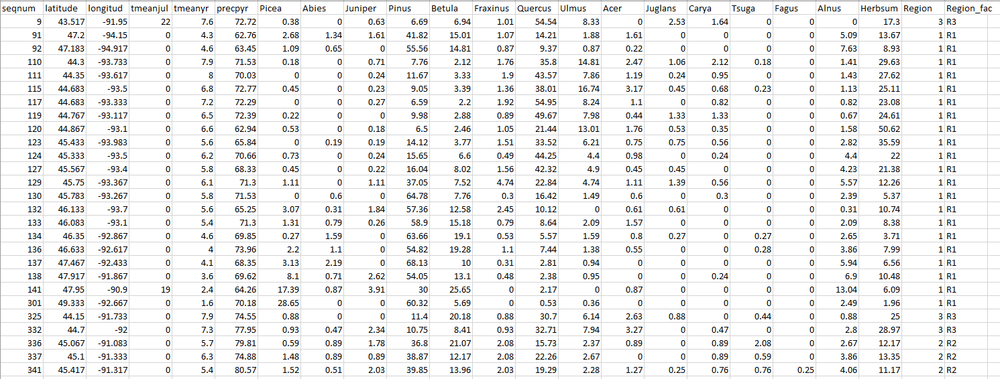 seqnum latitude longitud tmeanjul tmeanyr precpyr Picea Abies Juniper Pinus Betula Fraxinus Quercus Ulmus Acer Juglans Carya Tsuga Fagus Alnus Herbsum Region Region_fac
9 43.517 -91.95 22 7.6 72.72 0.38 0 0.63 6.69 6.94 1.01 54.54 8.33 0 2.53 1.64 0 0 0 17.3 3 R3
91 47.2 -94.15 0 4.3 62.76 2.68 1.34 1.61 41.82 15.01 1.07 14.21 1.88 1.61 0 0 0 0 5.09 13.67 1 R1
92 47.183 -94.917 0 4.6 63.45 1.09 0.65 0 55.56 14.81 0.87 9.37 0.87 0.22 0 0 0 0 7.63 8.93 1 R1
110 44.3 -93.733 0 7.9 71.53 0.18 0 0.71 7.76 2.12 1.76 35.8 14.81 2.47 1.06 2.12 0.18 0 1.41 29.63 1 R1
111 44.35 -93.617 0 8 70.03 0 0 0.24 11.67 3.33 1.9 43.57 7.86 1.19 0.24 0.95 0 0 1.43 27.62 1 R1
115 44.683 -93.5 0 6.8 72.77 0.45 0 0.23 9.05 3.39 1.36 38.01 16.74 3.17 0.45 0.68 0.23 0 1.13 25.11 1 R1
117 44.683 -93.333 0 7.2 72.29 0 0 0.27 6.59 2.2 1.92 54.95 8.24 1.1 0 0.82 0 0 0.82 23.08 1 R1
119 44.767 -93.117 0 6.5 72.39 0.22 0 0 9.98 2.88 0.89 49.67 7.98 0.44 1.33 1.33 0 0 0.67 24.61 1 R1
120 44.867 -93.1 0 6.6 62.94 0.53 0 0.18 6.5 2.46 1.05 21.44 13.01 1.76 0.53 0.35 0 0 1.58 50.62 1 R1
123 45.433 -93.983 0 5.6 65.84 0 0.19 0.19 14.12 3.77 1.51 33.52 6.21 0.75 0.75 0.56 0 0 2.82 35.59 1 R1
124 45.333 -93.5 0 6.2 70.66 0.73 0 0.24 15.65 6.6 0.49 44.25 4.4 0.98 0 0.24 0 0 4.4 22 1 R1
127 45.567 -93.4 0 5.8 68.33 0.45 0 0.22 16.04 8.02 1.56 42.32 4.9 0.45 0.45 0 0 0 4.23 21.38 1 R1
129 45.75 -93.367 0 6.1 71.3 1.11 0 1.11 37.05 7.52 4.74 22.84 4.74 1.11 1.39 0.56 0 0 5.57 12.26 1 R1
130 45.783 -93.267 0 5.8 71.53 0 0.6 0 64.78 7.76 0.3 16.42 1.49 0.6 0 0.3 0 0 2.39 5.37 1 R1
132 46.133 -93.7 0 5.6 65.25 3.07 0.31 1.84 57.36 12.58 2.45 10.12 0 0.61 0.61 0 0 0 0.31 10.74 1 R1
133 46.083 -93.1 0 5.4 71.3 1.31 0.79 0.26 58.9 15.18 0.79 8.64 2.09 1.57 0 0 0 0 2.09 8.38 1 R1
134 46.35 -92.867 0 4.6 69.85 0.27 1.59 0 63.66 19.1 0.53 5.57 1.59 0.8 0.27 0 0.27 0 2.65 3.71 1 R1
136 46.633 -92.617 0 4 73.96 2.2 1.1 0 54.82 19.28 1.1 7.44 1.38 0.55 0 0 0.28 0 3.86 7.99 1 R1
137 47.467 -92.433 0 4.1 68.35 3.13 2.19 0 68.13 10 0.31 2.81 0.94 0 0 0 0 0 5.94 6.56 1 R1
138 47.917 -91.867 0 3.6 69.62 8.1 0.71 2.62 54.05 13.1 0.48 2.38 0.95 0 0 0.24 0 0 6.9 10.48 1 R1
141 47.95 -90.9 19 2.4 64.26 17.39 0.87 3.91 30 25.65 0 2.17 0 0.87 0 0 0 0 13.04 6.09 1 R1
301 49.333 -92.667 0 1.6 70.18 28.65 0 0 60.32 5.69 0 0.53 0.36 0 0 0 0 0 2.49 1.96 1 R1
325 44.15 -91.733 0 7.9 74.55 0.88 0 0 11.4 20.18 0.88 30.7 6.14 2.63 0.88 0 0.44 0 0.88 25 3 R3
332 44.7 -92 0 7.3 77.95 0.93 0.47 2.34 10.75 8.41 0.93 32.71 7.94 3.27 0 0.47 0 0 2.8 28.97 3 R3
336 45.067 -91.083 0 5.7 79.81 0.59 0.89 1.78 36.8 21.07 2.08 15.73 2.37 0.89 0 0.89 2.08 0 2.67 12.17 2 R2
337 45.1 -91.333 0 6.3 74.88 1.48 0.89 0.89 38.87 12.17 2.08 22.26 2.67 0 0 0.89 0.59 0 3.86 13.35 2 R2
341 45.417 -91.317 0 5.4 80.57 1.52 0.51 2.03 39.85 13.96 2.03 19.29 2.28 1.27 0.25 0.76 0.76 0.25 4.06 11.17 2 R2